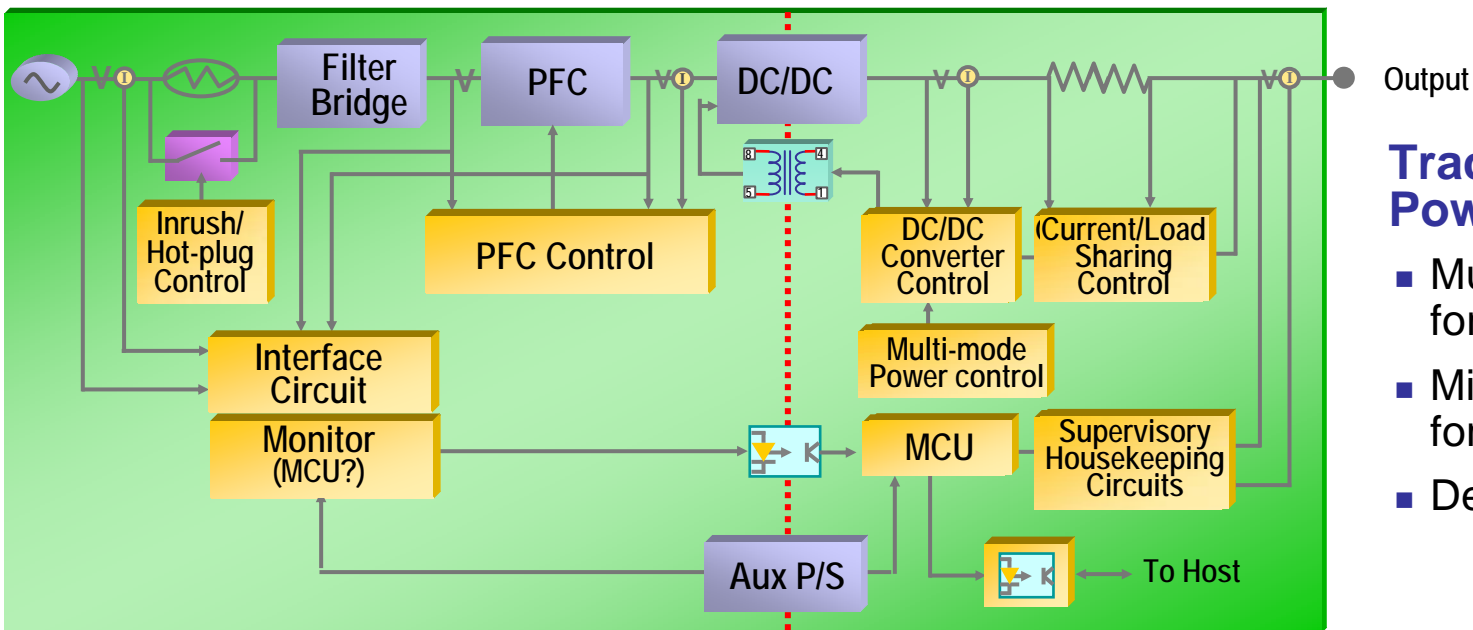 V
I
Filter
Bridge
V
PFC
V
I
DC/DC
V
I
V
I
Output
8
4
5
1
Inrush/
Hot-plug
Control
PFC Control
DC/DC
Converter
Control
(Current/Load
Sharing
Control
Interface
Circuit
Multi-mode
Power control
Monitor
(MCU?)
MCU
Supervisory
Housekeeping
Circuits
Aux P/S
To Host
for
for